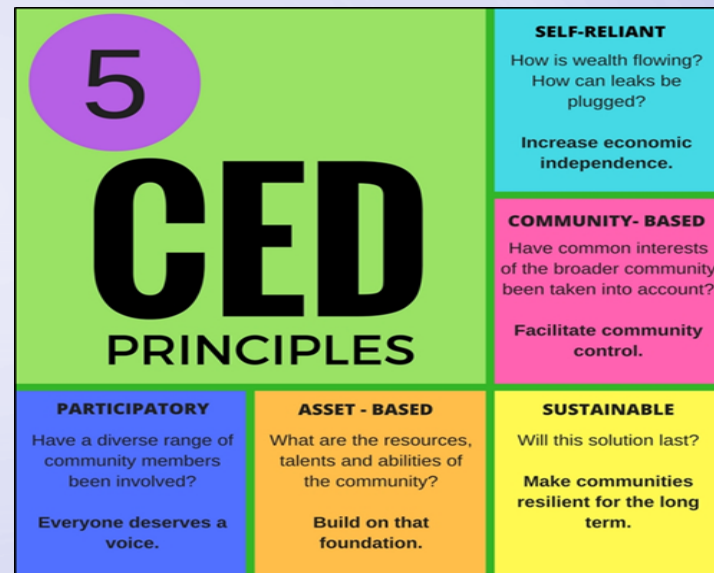 5
CED
PRINCIPLES
SELF-RELIANT
How is wealth flowing?
How can leaks be
plugged?
Increase economic
independence.
COMMUNITY- BASED
Have common interests
of the broader community
been taken into account?
Facilitate community
control.
PARTICIPATORY
Have a diverse range of
community members
been involved?
Everyone deserves a
voice.
ASSET - BASED
What are the resources,
talents and abilities of
the community?
Build on that
foundation.
SUSTAINABLE
Will this solution last?
Make communities
resilient for the long
term.